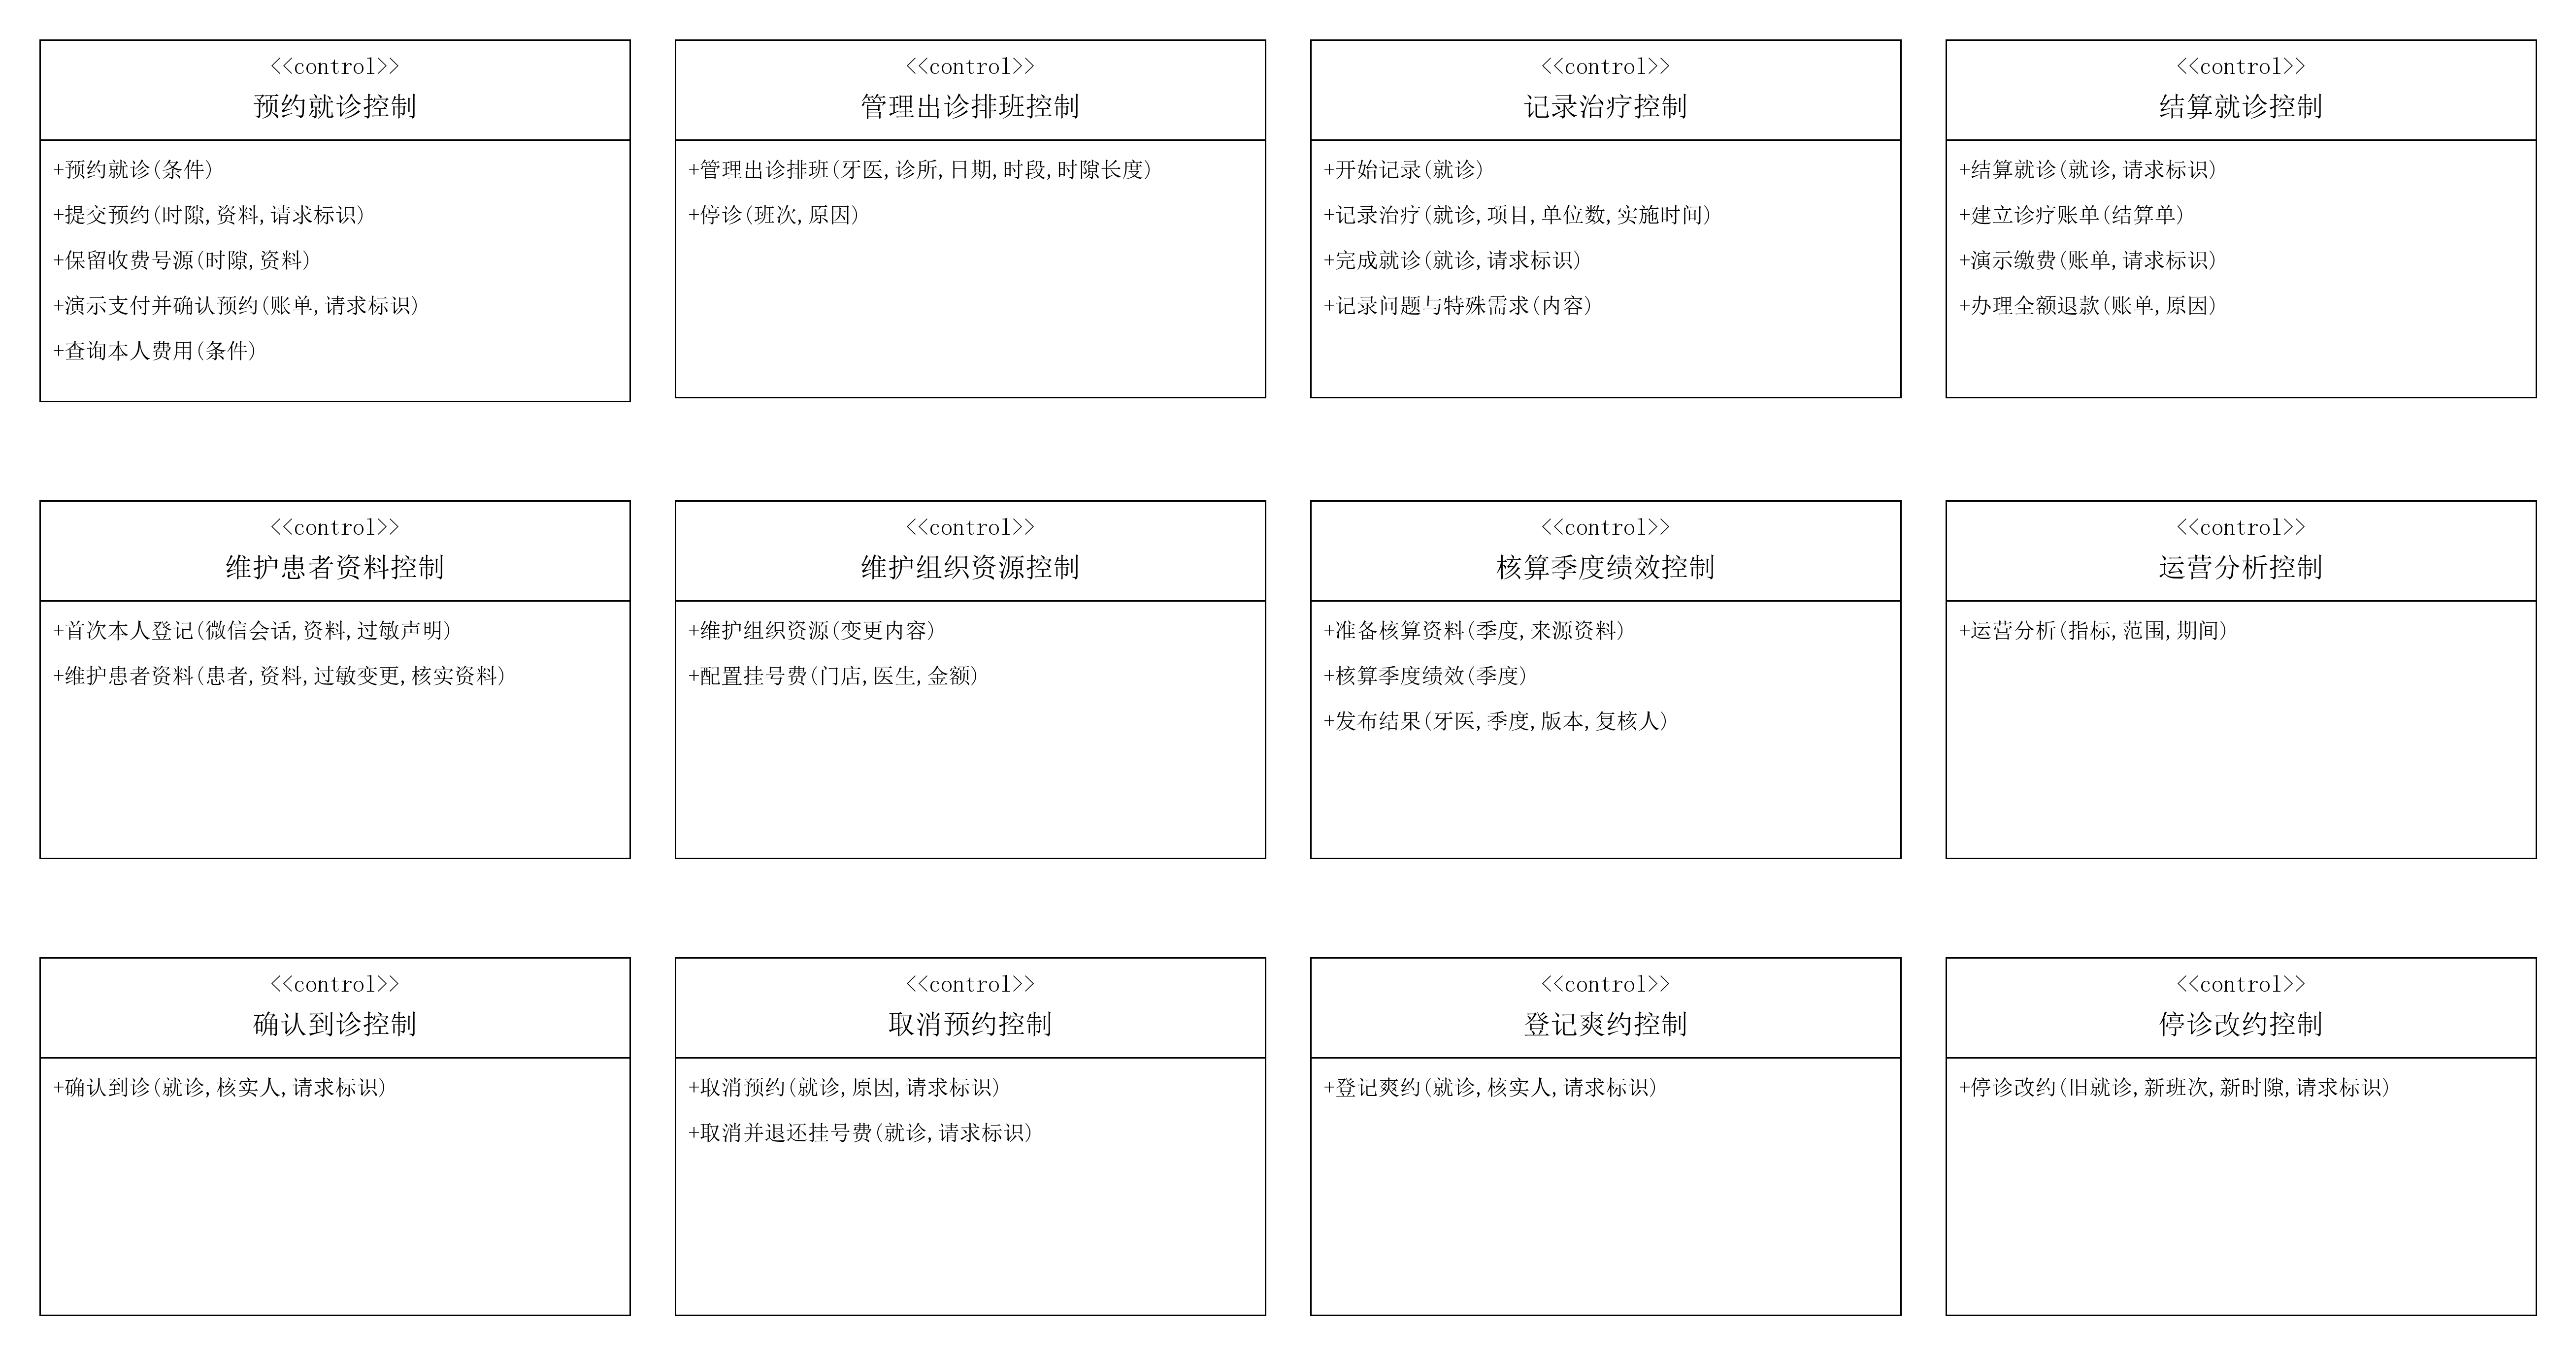 <<control>>
预约就诊控制
+预约就诊(条件)
+提交预约(时隙,资料,请求标识)
+保留收费号源(时隙,资料)
+演示支付并确认预约(账单,请求标识)
+查询本人费用(条件)
<<control>>
管理出诊排班控制
+管理出诊排班(牙医,诊所,日期,时段,时隙长度)
+停诊(班次,原因)
<<control>>
记录治疗控制
+开始记录(就诊)
+记录治疗(就诊,项目,单位数,实施时间)
+完成就诊(就诊,请求标识)
+记录问题与特殊需求(内容)
<<control>>
结算就诊控制
+结算就诊(就诊,请求标识)
+建立诊疗账单(结算单)
+演示缴费(账单,请求标识)
+办理全额退款(账单,原因)
<<control>>
维护患者资料控制
+首次本人登记(微信会话,资料,过敏声明)
+维护患者资料(患者,资料,过敏变更,核实资料)
<<control>>
维护组织资源控制
+维护组织资源(变更内容)
+配置挂号费(门店,医生,金额)
<<control>>
核算季度绩效控制
+准备核算资料(季度,来源资料)
+核算季度绩效(季度)
+发布结果(牙医,季度,版本,复核人)
<<control>>
运营分析控制
+运营分析(指标,范围,期间)
<<control>>
确认到诊控制
+确认到诊(就诊,核实人,请求标识)
<<control>>
取消预约控制
+取消预约(就诊,原因,请求标识)
+取消并退还挂号费(就诊,请求标识)
<<control>>
登记爽约控制
+登记爽约(就诊,核实人,请求标识)
<<control>>
停诊改约控制
+停诊改约(旧就诊,新班次,新时隙,请求标识)